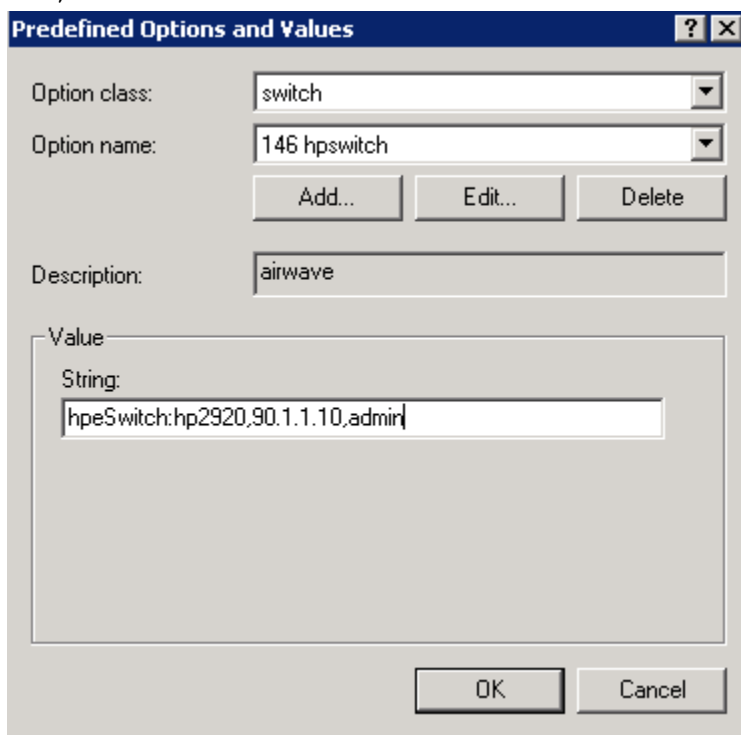 Predefined Options and Values
Option class: switch
Option name: 146 hpswitch
Add... Edit... Delete
Description: airwave
Value
String:
hpeSwitch:hp2920,90.1.1.10,admin
OK Cancel